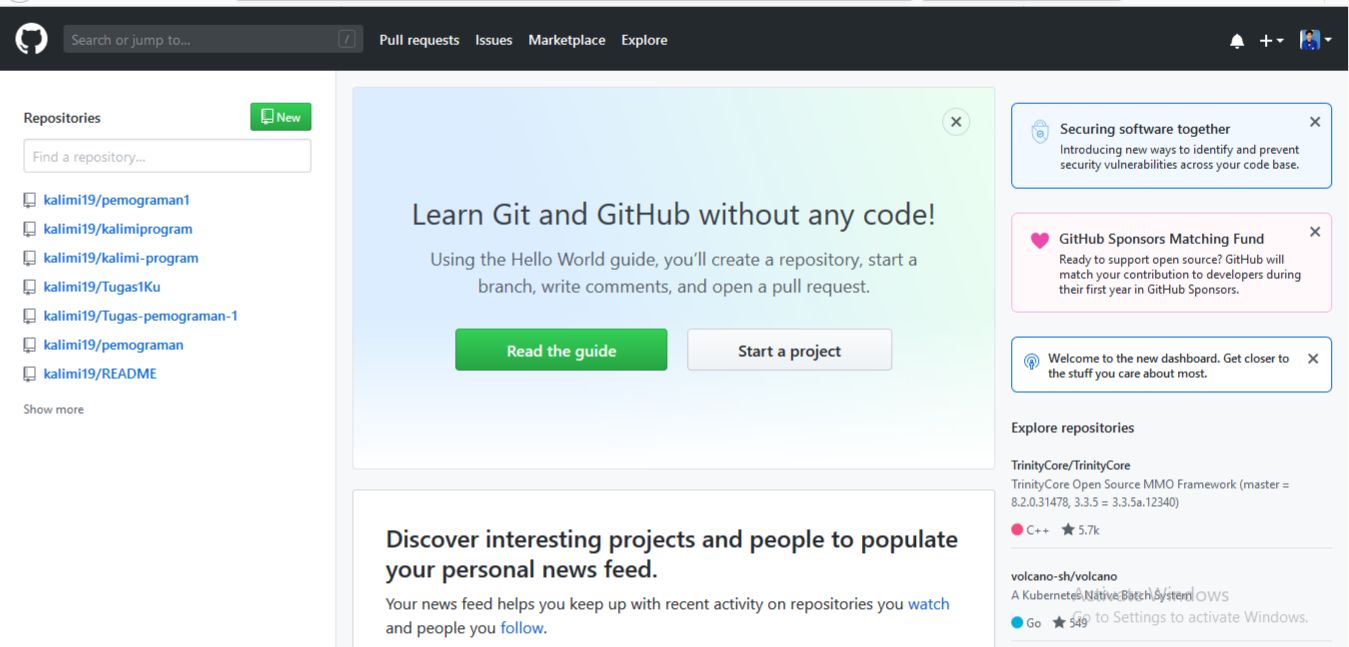 Search or jump to...
/
Pull requests
Issues
Marketplace
Explore
Repositories
New
Find a repository...
kalimi19/pemograman1
kalimi19/kalimiprogram
kalimi19/kalimi-program
kalimi19/Tugas1Ku
kalimi19/Tugas-pemograman-1
kalimi19/pemograman
kalimi19/README
Show more
Learn Git and GitHub without any code!
Using the Hello World guide, you’ll create a repository, start a
branch, write comments, and open a pull request.
Read the guide
Start a project
Discover interesting projects and people to populate
your personal news feed.
Your news feed helps you keep up with recent activity on repositories you watch
and people you follow.
Securing software together
Introducing new ways to identify and prevent
security vulnerabilities across your code base.
GitHub Sponsors Matching Fund
Ready to support open source? GitHub will
match your contribution to developers during
their first year in GitHub Sponsors.
Welcome to the new dashboard. Get closer to
the stuff you care about most.
Explore repositories
TrinityCore/TrinityCore
TrinityCore Open Source MMO Framework (master =
8.2.0.31478, 3.3.5 = 3.3.5a.12340)
C++ 5.7k
volcano-sh/volcano
A Kubernetes Native Batch System
Go 549
Activate Windows
Go to Settings to activate Windows.